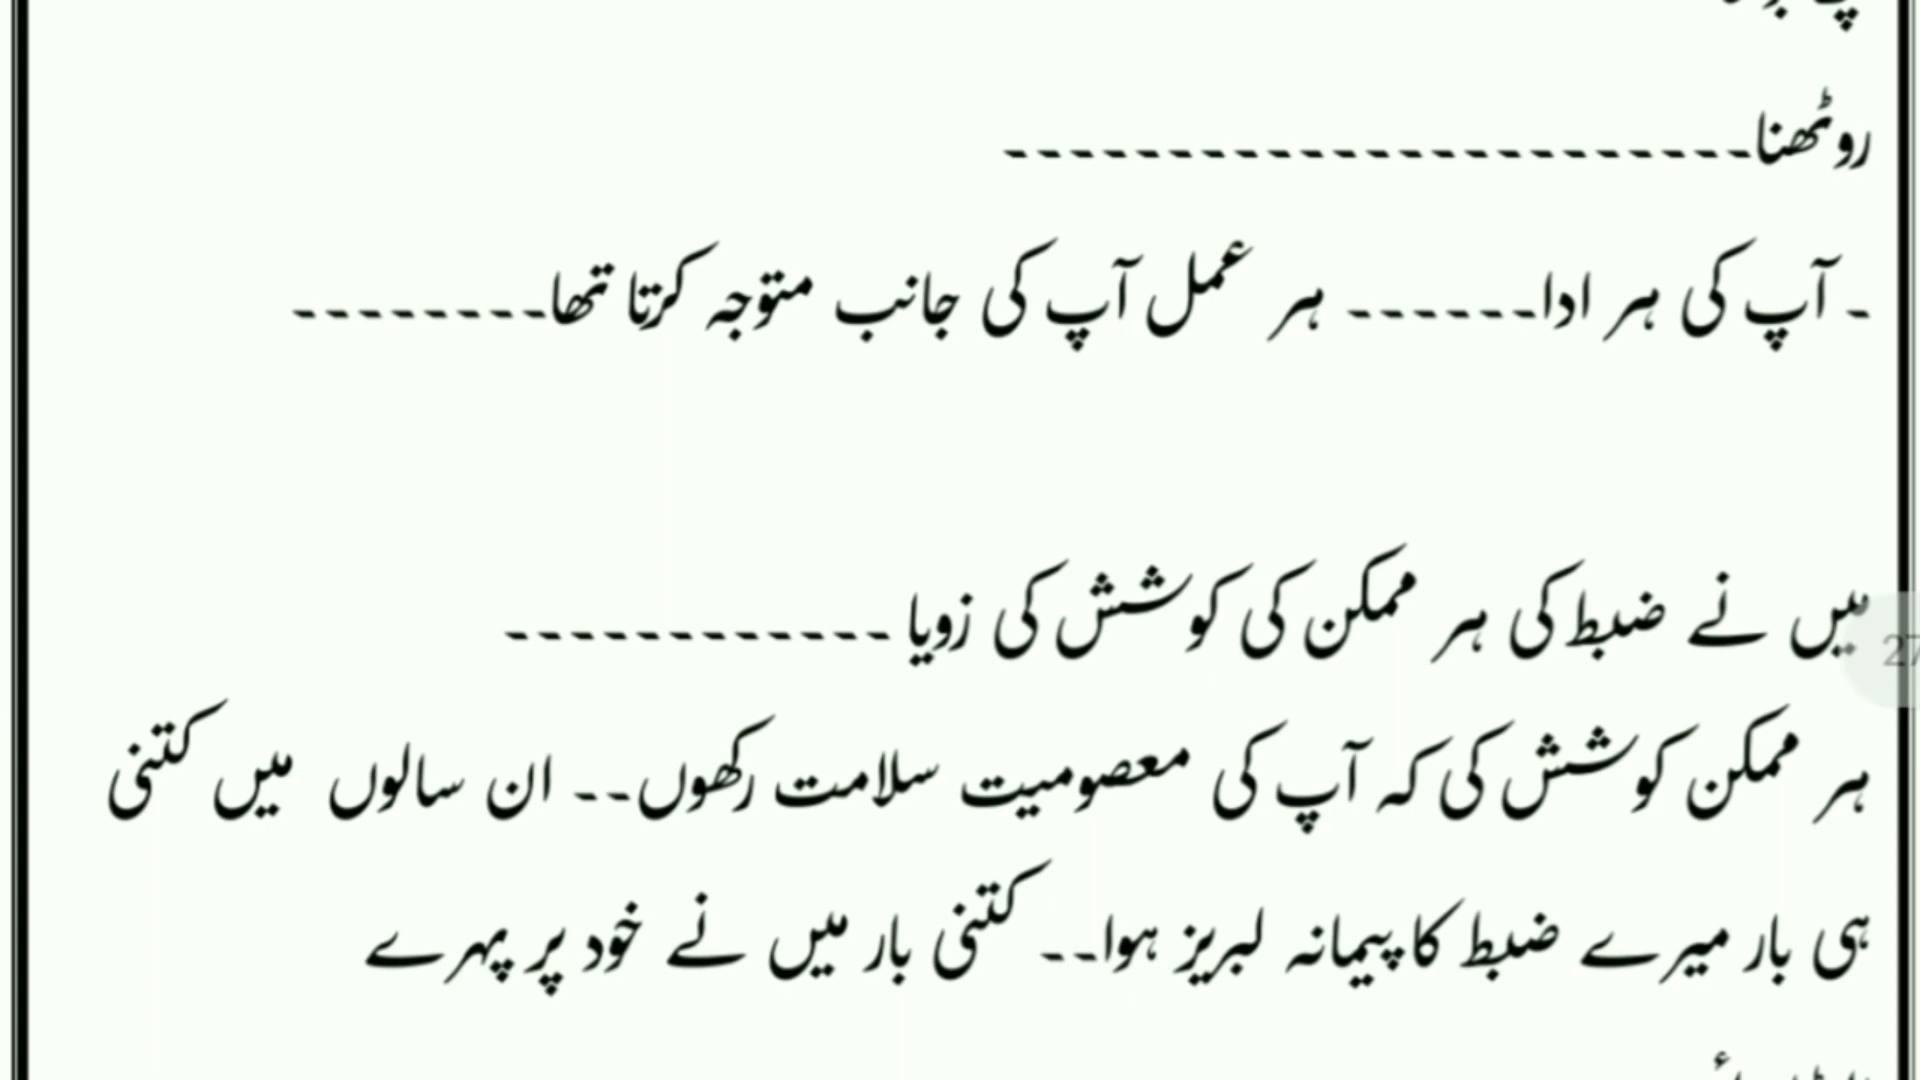 روٹھنا۔۔۔۔۔۔۔۔۔۔۔۔۔۔۔۔۔۔۔۔۔۔۔
۔ آپ کی ہر ادا۔۔۔۔۔۔ ہر عمل آپ کی جانب متوجہ کرتا تھا۔۔۔۔۔۔۔۔
میں نے ضبط کی ہر ممکن کی کوشش کی زویا ۔۔۔۔۔۔۔۔۔۔۔۔
ہر ممکن کوشش کی کہ آپ کی معصومیت سلامت رکھوں۔۔ ان سالوں میں کتنی
ہی بار میرے ضبط کا پیمانہ لبریز ہوا۔۔ کتنی بار میں نے خود پر پہرے